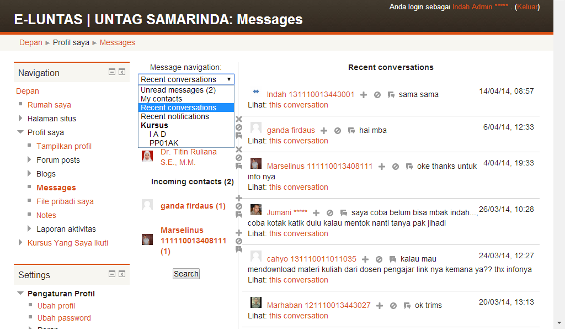 Anda login sebagai Indah Admin ***** (Keluar)
E-LUNTAS | UNTAG SAMARINDA: Messages
Depan ► Profil saya ► Messages
Navigation
Depan
Rumah saya
Halaman situs
Profil saya
Tampilkan profil
Forum posts
Blogs
Messages
File pribadi saya
Notes
Laporan aktivitas
Kursus Yang Saya Ikuti
Settings
Pengaturan Profil
Ubah profil
Ubah password
Message navigation:
Recent conversations
Unread messages (2)
My contacts
Recent conversations
Recent notifications
Kursus
I A D
PP01AK
Dr. Titin Ruliana
S.E., M.M.
Incoming contacts (2)
ganda firdaus (1)
Marselinus
111110013408111
(1)
Search
Recent conversations
Indah 131110013443001 sama sama 14/04/14, 08:57
Lihat: this conversation
ganda firdaus hai mba 6/04/14, 12:33
Lihat: this conversation
Marselinus 111110013408111 oke thanks untuk 4/04/14, 19:33
info nya
Lihat: this conversation
Jumani ***** saya coba belum bisa mbak indah ... 26/03/14, 10:28
coba kotak katik dulu kalau mentok nanti tanya pak jihadi
Lihat: this conversation
cahyo 131110011011035 kalau mau 24/03/14, 12:27
mendownload materi kuliah dari dosen pengajar link nya kemana ya?? thx infonya
Lihat: this conversation
Marhaban 121110013443027 ok trims 20/03/14, 13:13
Lihat: this conversation